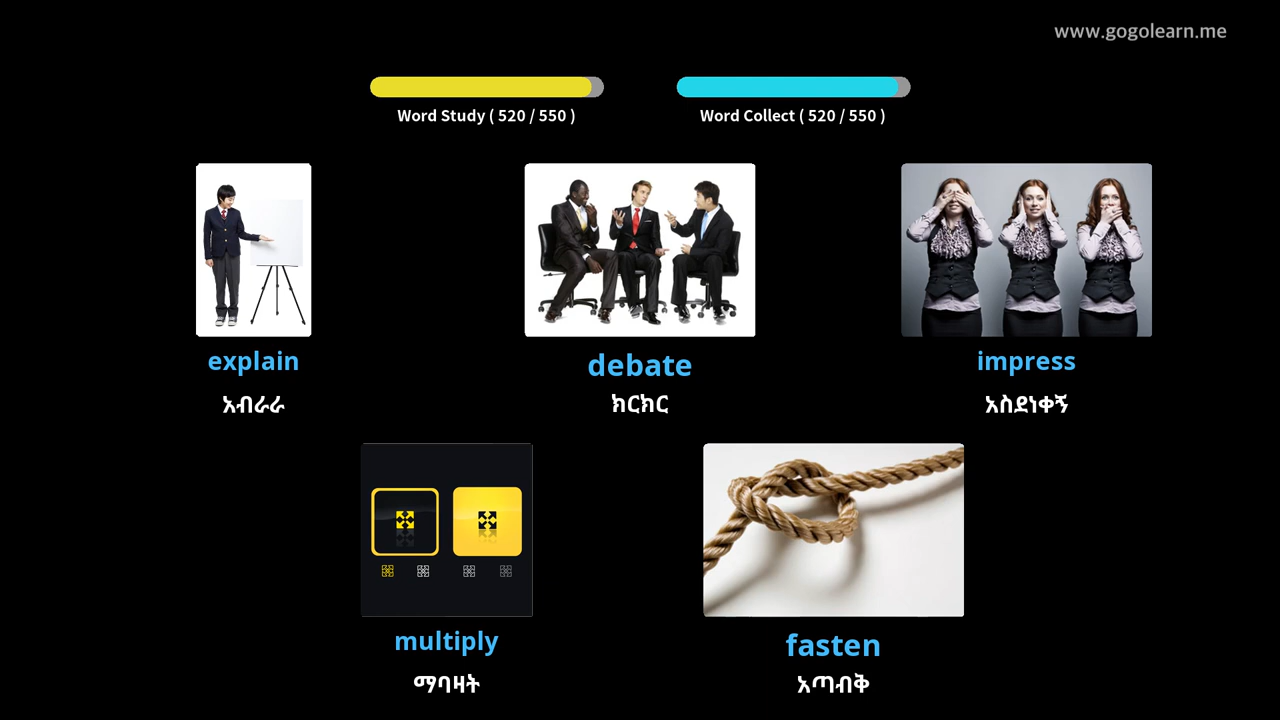 www.gogolearn.me
Word Study ( 520 / 550 )
Word Collect ( 520 / 550 )
explain
debate
impress
አብራራ
ክርክር
አስደነቀኝ
multiply
fasten
ማባዛት
አጣብቅ